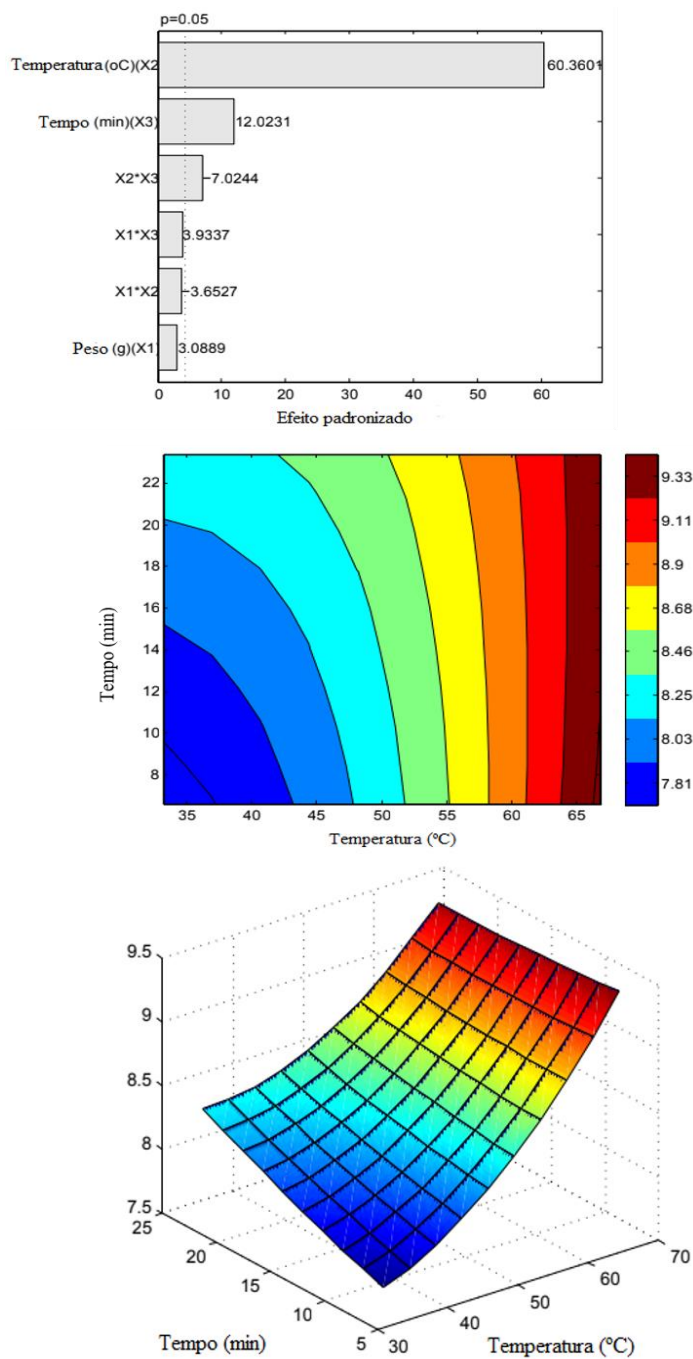 p=0.05
Temperatura (oC)(X2
60.3601
Tempo (min)(X3)
12.0231
X2*X3
-7.0244
X1*X3
3.9337
X1*X2
-3.6527
Peso (g)(X1)
3.0889
0 10 20 30 40 50 60
Efeito padronizado
22
20
18
16
14
12
10
8
Tempo (min)
35 40 45 50 55 60 65
Temperatura (ºC)
9.33
9.11
8.9
8.68
8.46
8.25
8.03
7.81
9.5
9
8.5
8
7.5
25
20
15
10
5
30
40
50
60
70
Tempo (min)
Temperatura (ºC)